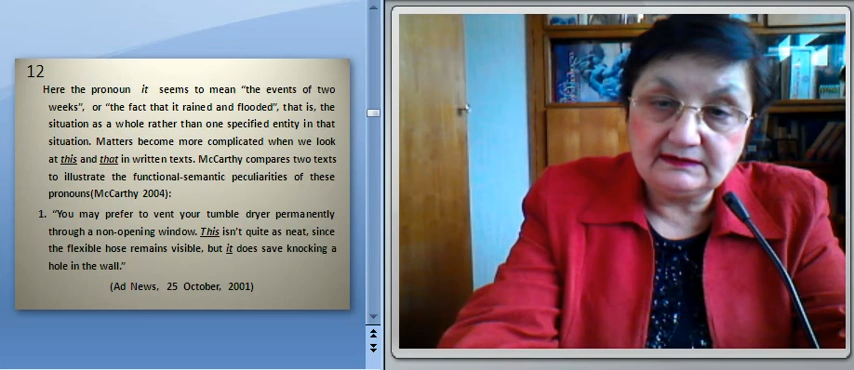 12
Here the pronoun it seems to mean “the events of two
weeks”, or “the fact that it rained and flooded”, that is, the
situation as a whole rather than one specified entity in that
situation. Matters become more complicated when we look
at this and that in written texts. McCarthy compares two texts
to illustrate the functional-semantic peculiarities of these
pronouns(McCarthy 2004):
1. “You may prefer to vent your tumble dryer permanently
through a non-opening window. This isn’t quite as neat, since
the flexible hose remains visible, but it does save knocking a
hole in the wall.”
(Ad News, 25 October, 2001)